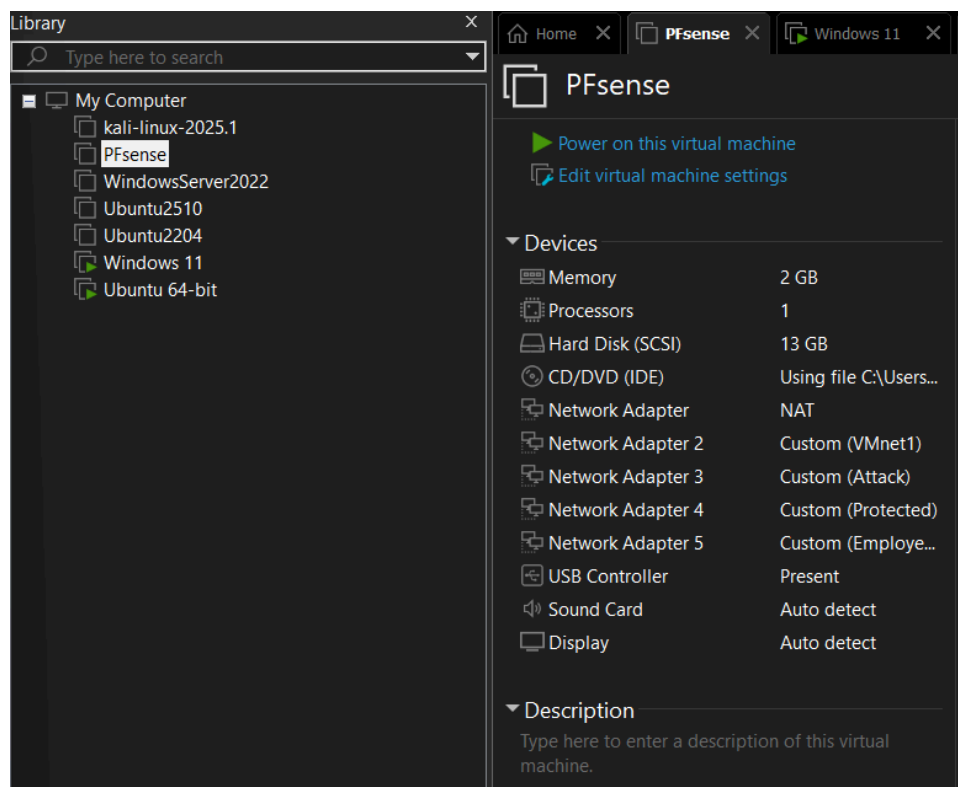 Library X
Type here to search
My Computer
kali-linux-2025.1
PFsense
WindowsServer2022
Ubuntu2510
Ubuntu2204
Windows 11
Ubuntu 64-bit
Home PFsense Windows 11
PFsense
Power on this virtual machine
Edit virtual machine settings
Devices
Memory 2 GB
Processors 1
Hard Disk (SCSI) 13 GB
CD/DVD (IDE) Using file C:\Users...
Network Adapter NAT
Network Adapter 2 Custom (VMnet1)
Network Adapter 3 Custom (Attack)
Network Adapter 4 Custom (Protected)
Network Adapter 5 Custom (Employe...
USB Controller Present
Sound Card Auto detect
Display Auto detect
Description
Type here to enter a description of this virtual
machine.